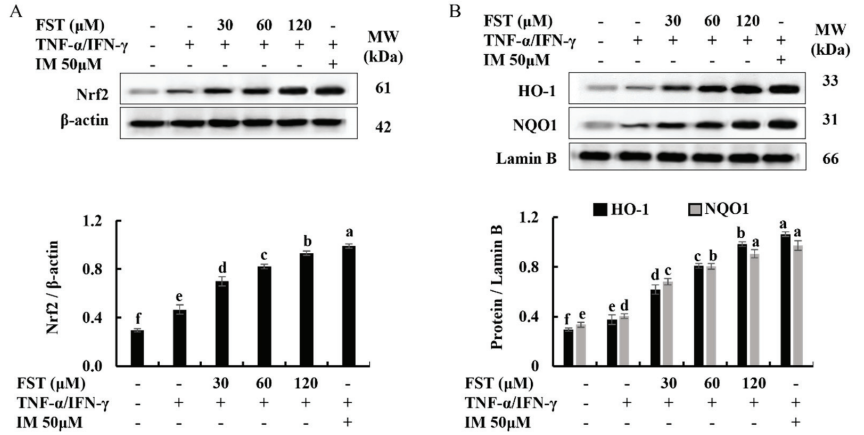 A
FST (μM) - - 30 60 120 -
TNF-α/IFN-γ - + + + + +
IM 50μM - - - - - +
MW
(kDa)
Nrf2 61
β-actin 42
1.2
0.8
0.4
0.0
Nrf2 / β-actin
f e d c b a
FST (μM) - - 30 60 120 -
TNF-α/IFN-γ - + + + + +
IM 50μM - - - - - +
B
FST (μM) - - 30 60 120 -
TNF-α/IFN-γ - + + + + +
IM 50μM - - - - - +
MW
(kDa)
HO-1 33
NQO1 31
Lamin B 66
HO-1 NQO1
1.2
0.8
0.4
0.0
Protein / Lamin B
f e e d d c c b b a a a
FST (μM) - - 30 60 120 -
TNF-α/IFN-γ - + + + + +
IM 50μM - - - - - +